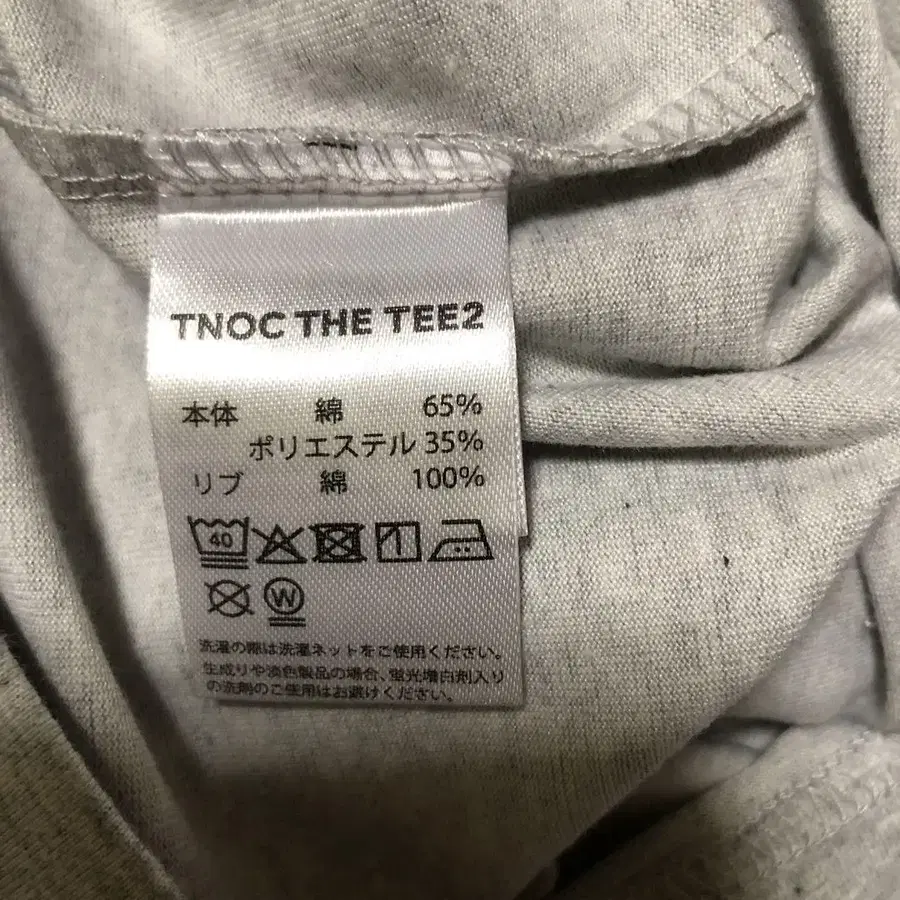 TNOC THE TEE2
本体 綿 65%
ポリエステル 35%
リブ 綿 100%
40
W
洗濯の際は洗濯ネットをご使用ください。
生成りや淡色製品の場合、蛍光増白剤入り
の洗剤のご使用はお避けください。